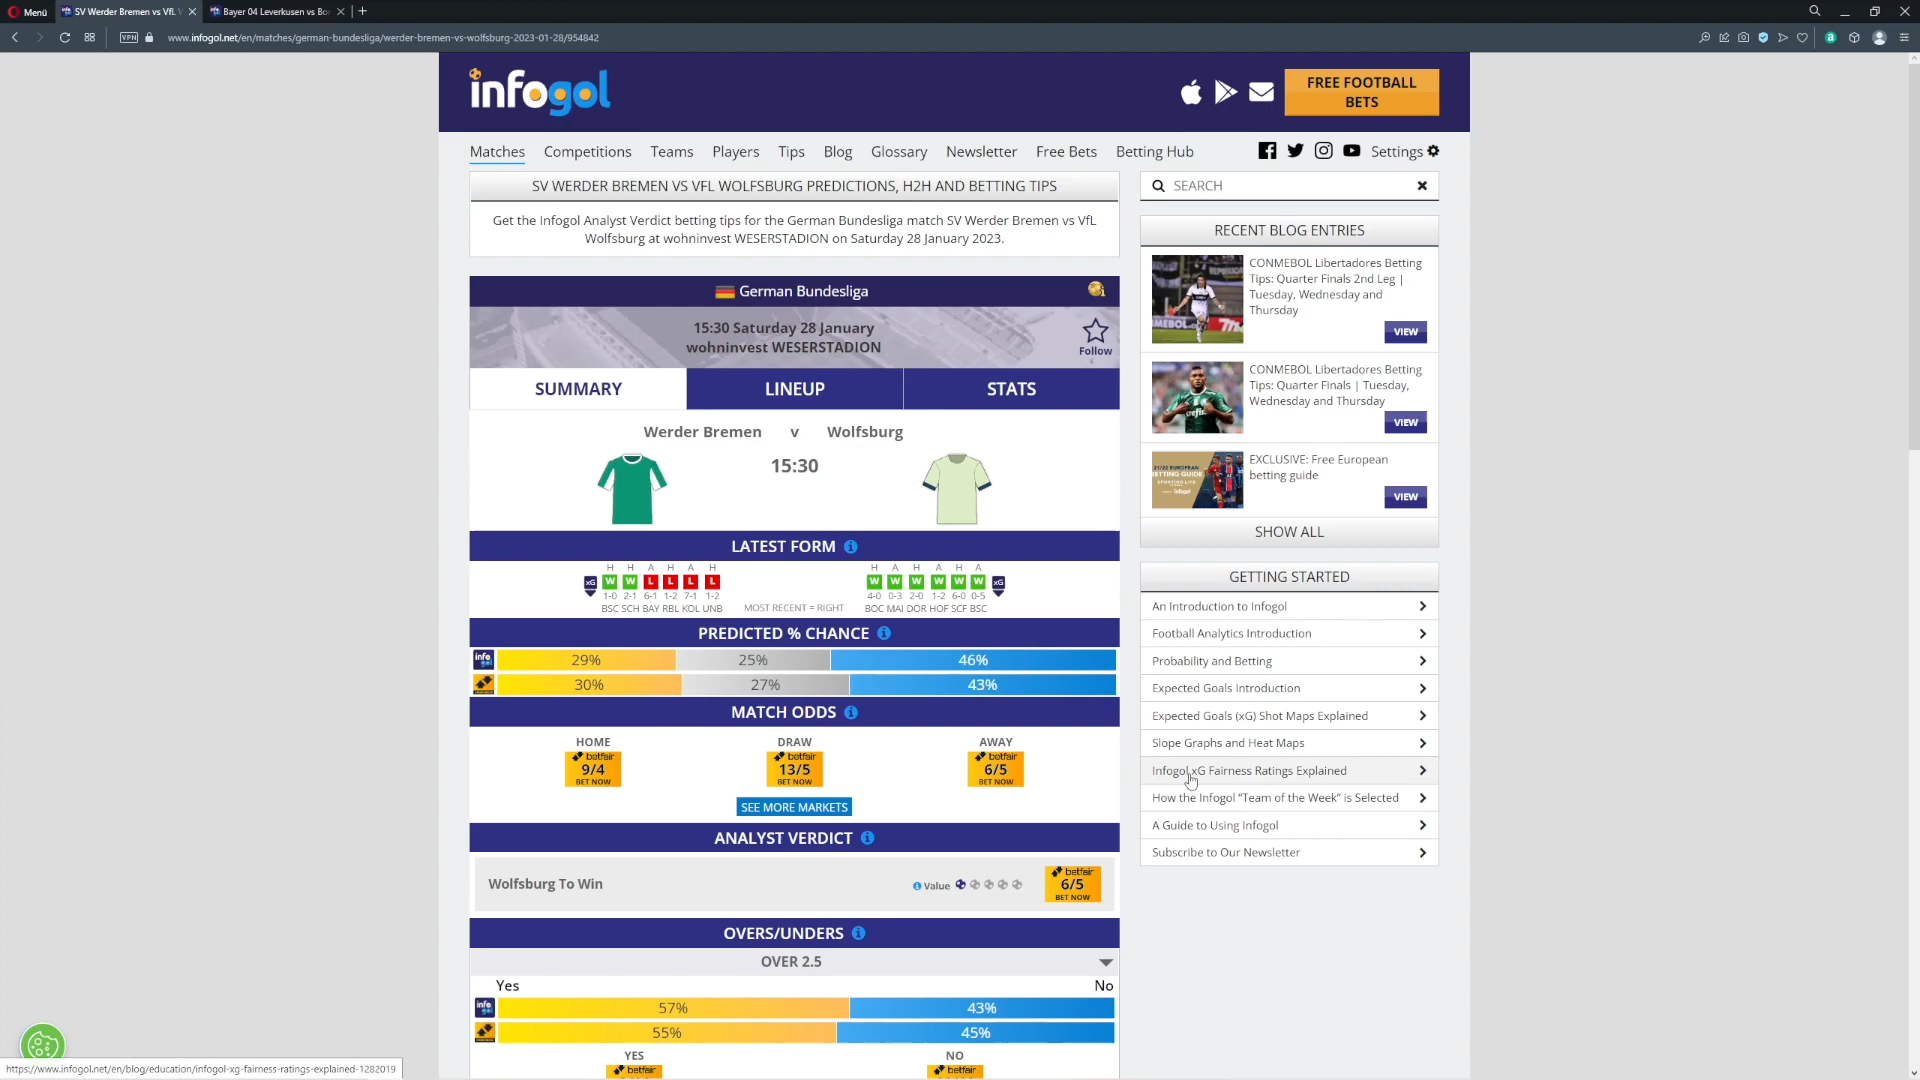 Menü
SV Werder Bremen vs VfL
Bayer 04 Leverkusen vs Bor
VPN
www.infogol.net/en/matches/german-bundesliga/werder-bremen-vs-wolfsburg-2023-01-28/954842
infogol
FREE FOOTBALL
BETS
Matches Competitions Teams Players Tips Blog Glossary Newsletter Free Bets Betting Hub Settings
SV WERDER BREMEN VS VFL WOLFSBURG PREDICTIONS, H2H AND BETTING TIPS
Get the Infogol Analyst Verdict betting tips for the German Bundesliga match SV Werder Bremen vs VfL
Wolfsburg at wohninvest WESERSTADION on Saturday 28 January 2023.
German Bundesliga
15:30 Saturday 28 January
wohninvest WESERSTADION
Follow
SUMMARY LINEUP STATS
Werder Bremen v Wolfsburg
15:30
LATEST FORM
H H A H A H H A H A H A
xG W W L L L L W W W W W W xG
1-0 2-1 6-1 1-2 7-1 1-2 4-0 0-3 2-0 1-2 6-0 0-5
BSC SCH BAY RBL KOL UNB MOST RECENT = RIGHT BOC MAI DOR HOF SCF BSC
PREDICTED % CHANCE
info gol 29% 25% 46%
30% 27% 43%
MATCH ODDS
HOME DRAW AWAY
betfair betfair betfair
9/4 13/5 6/5
BET NOW BET NOW BET NOW
SEE MORE MARKETS
ANALYST VERDICT
Wolfsburg To Win Value
betfair
6/5
BET NOW
OVERS/UNDERS
OVER 2.5
Yes No
info gol 57% 43%
55% 45%
YES NO
betfair betfair
SEARCH
RECENT BLOG ENTRIES
CONMEBOL Libertadores Betting
Tips: Quarter Finals 2nd Leg |
Tuesday, Wednesday and
Thursday
VIEW
CONMEBOL Libertadores Betting
Tips: Quarter Finals | Tuesday,
Wednesday and Thursday
VIEW
EXCLUSIVE: Free European
betting guide
VIEW
SHOW ALL
GETTING STARTED
An Introduction to Infogol
Football Analytics Introduction
Probability and Betting
Expected Goals Introduction
Expected Goals (xG) Shot Maps Explained
Slope Graphs and Heat Maps
Infogol xG Fairness Ratings Explained
How the Infogol "Team of the Week" is Selected
A Guide to Using Infogol
Subscribe to Our Newsletter
https://www.infogol.net/en/blog/education/infogol-xg-fairness-ratings-explained-1282019